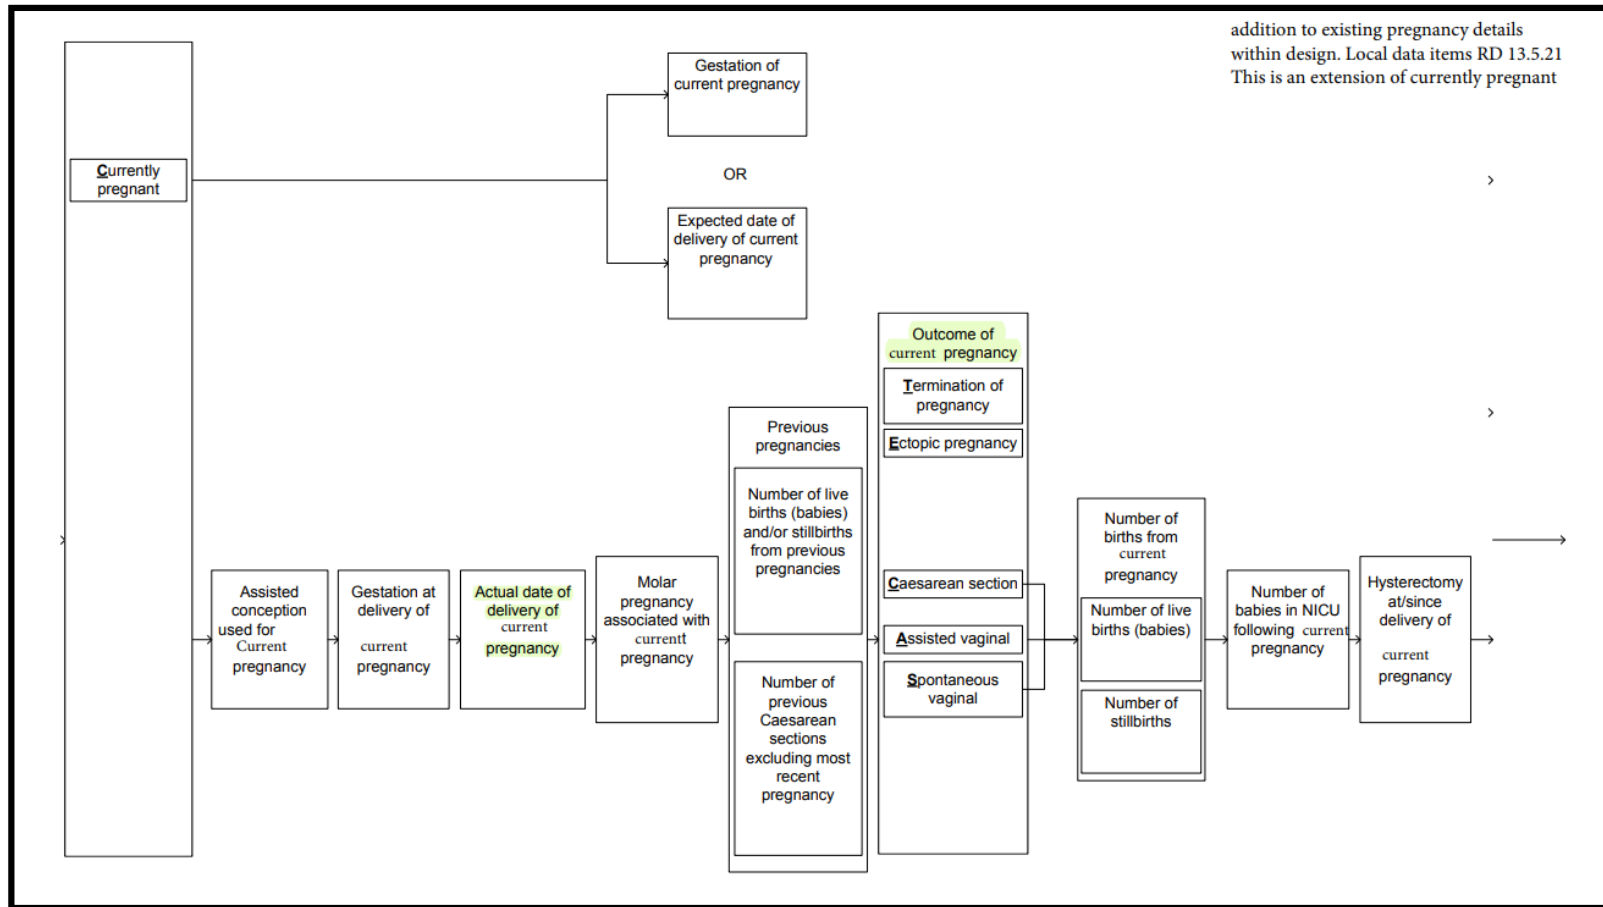 addition to existing pregnancy details
within design. Local data items RD 13.5.21
This is an extension of currently pregnant
Gestation of
current pregnancy
Currently
pregnant
OR
Expected date of
delivery of current
pregnancy
Outcome of
current pregnancy
Termination of
pregnancy
Ectopic pregnancy
Caesarean section
Assisted vaginal
Spontaneous
vaginal
Previous
pregnancies
Number of live
births (babies)
and/or stillbirths
from previous
pregnancies
Number of
previous
Caesarean
sections
excluding most
recent
pregnancy
Assisted
conception
used for
Current
pregnancy
Gestation at
delivery of
current
pregnancy
Actual date of
delivery of
current
pregnancy
Molar
pregnancy
associated with
currentt
pregnancy
Number of
births from
current
pregnancy
Number of live
births (babies)
Number of
stillbirths
Number of
babies in NICU
following current
pregnancy
Hysterectomy
at/since
delivery of
current
pregnancy